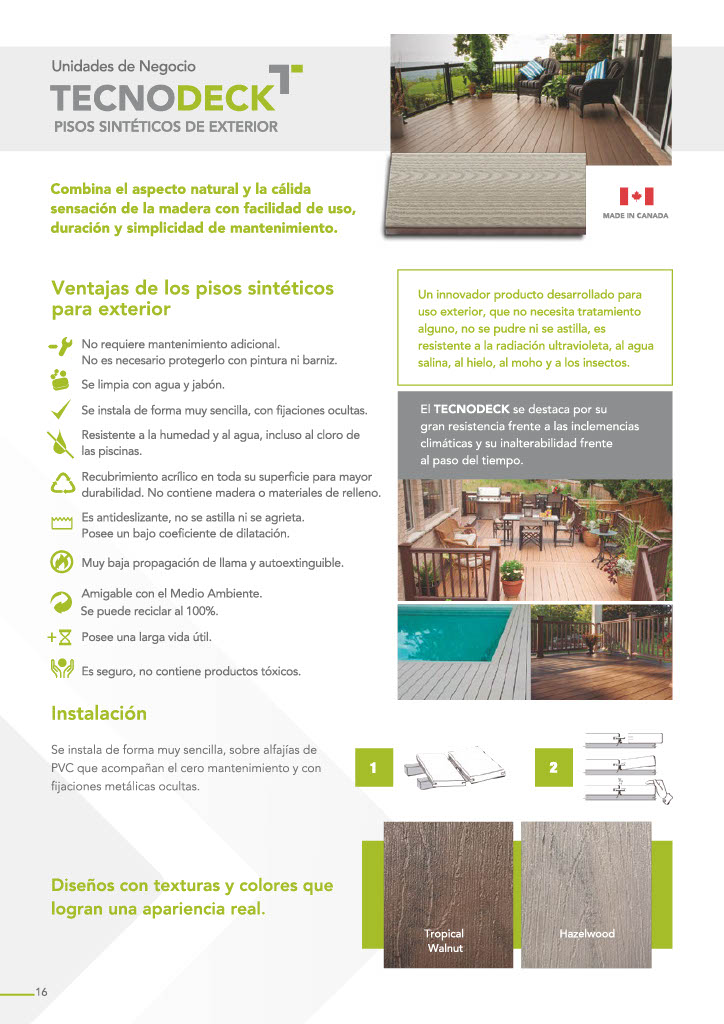 Unidades de Negocio
TECNODECK
PISOS SINTÉTICOS DE EXTERIOR
Combina el aspecto natural y la cálida
sensación de la madera con facilidad de uso,
duración y simplicidad de mantenimiento.
MADE IN CANADA
Ventajas de los pisos sintéticos
para exterior
No requiere mantenimiento adicional.
No es necesario protegerlo con pintura ni barniz.
Se limpia con agua y jabón.
Se instala de forma muy sencilla, con fijaciones ocultas.
Resistente a la humedad y al agua, incluso al cloro de
las piscinas.
Recubrimiento acrílico en toda su superficie para mayor
durabilidad. No contiene madera o materiales de relleno.
Es antideslizante, no se astilla ni se agrieta.
Posee un bajo coeficiente de dilatación.
Muy baja propagación de llama y autoextinguible.
Amigable con el Medio Ambiente.
Se puede reciclar al 100%.
Posee una larga vida útil.
Es seguro, no contiene productos tóxicos.
Un innovador producto desarrollado para
uso exterior, que no necesita tratamiento
alguno, no se pudre ni se astilla, es
resistente a la radiación ultravioleta, al agua
salina, al hielo, al moho y a los insectos.
El TECNODECK se destaca por su
gran resistencia frente a las inclemencias
climáticas y su inalterabilidad frente
al paso del tiempo.
Instalación
Se instala de forma muy sencilla, sobre alfajías de
PVC que acompañan el cero mantenimiento y con
fijaciones metálicas ocultas.
1
2
Diseños con texturas y colores que
logran una apariencia real.
Tropical
Walnut
Hazelwood
16